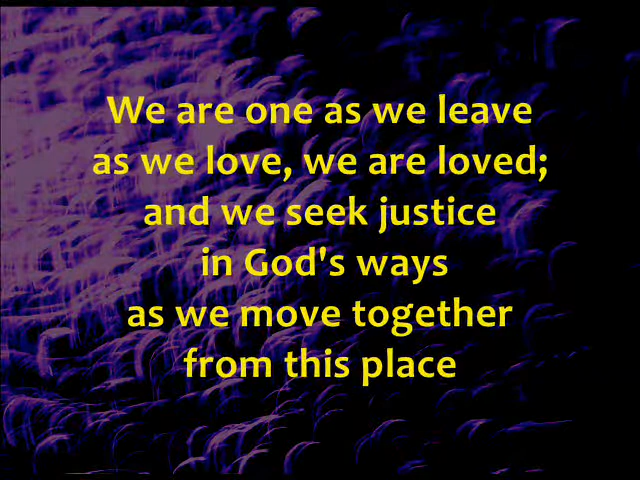 We are one as we leave
as we love, we are loved;
and we seek justice
in God's ways
as we move together
from this place